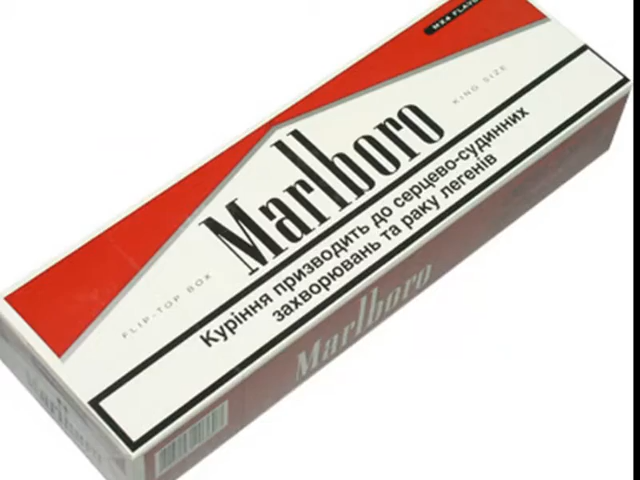 KING SIZE
Marlboro
FLIP-TOP BOX
Куріння призводить до серцево-судинних
захворювань та раку легенів
Marlboro